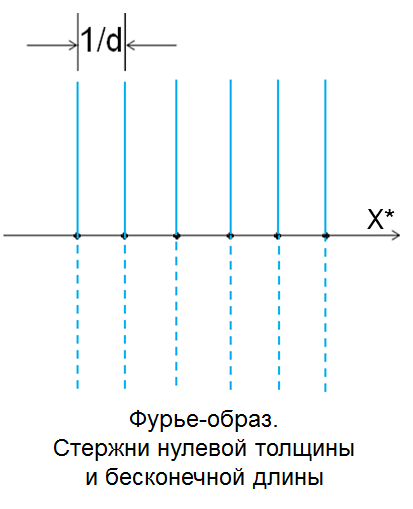 1/d
X*
Фурье-образ.
Стержни нулевой толщины
и бесконечной длины